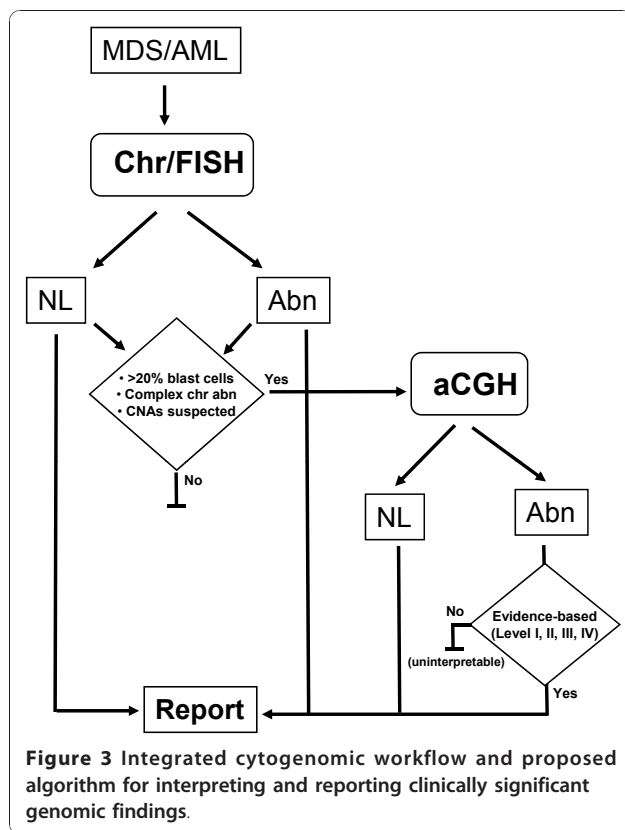 MDS/AML
Chr/FISH
NL
Abn
• >20% blast cells
• Complex chr abn
• CNAs suspected
Yes
No
aCGH
NL
Abn
No
Evidence-based
(Level I, II, III, IV)
(uninterpretable)
Yes
Report
Figure 3 Integrated cytogenomic workflow and proposed
algorithm for interpreting and reporting clinically significant
genomic findings.